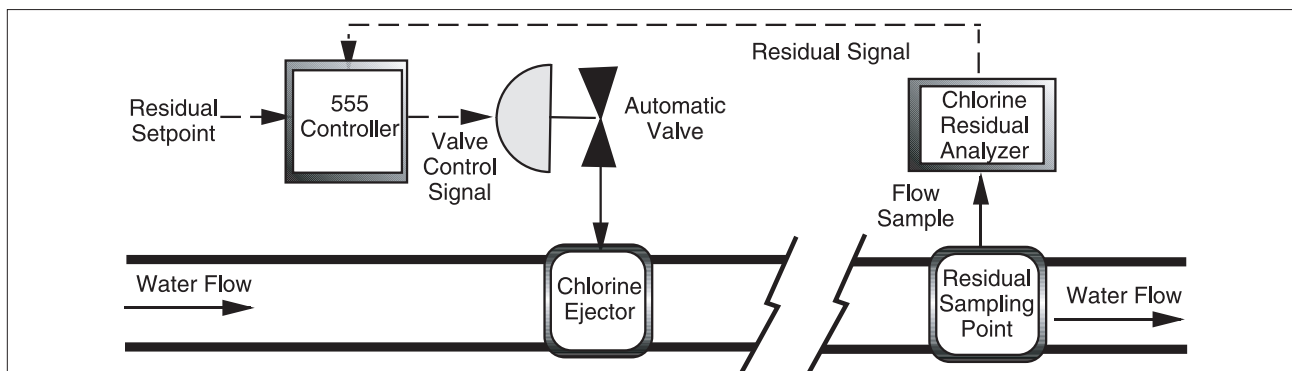 Residual Signal
Residual
Setpoint
555
Controller
Valve
Control
Signal
Automatic
Valve
Chlorine
Residual
Analyzer
Flow
Sample
Water Flow
Chlorine
Ejector
Residual
Sampling
Point
Water Flow